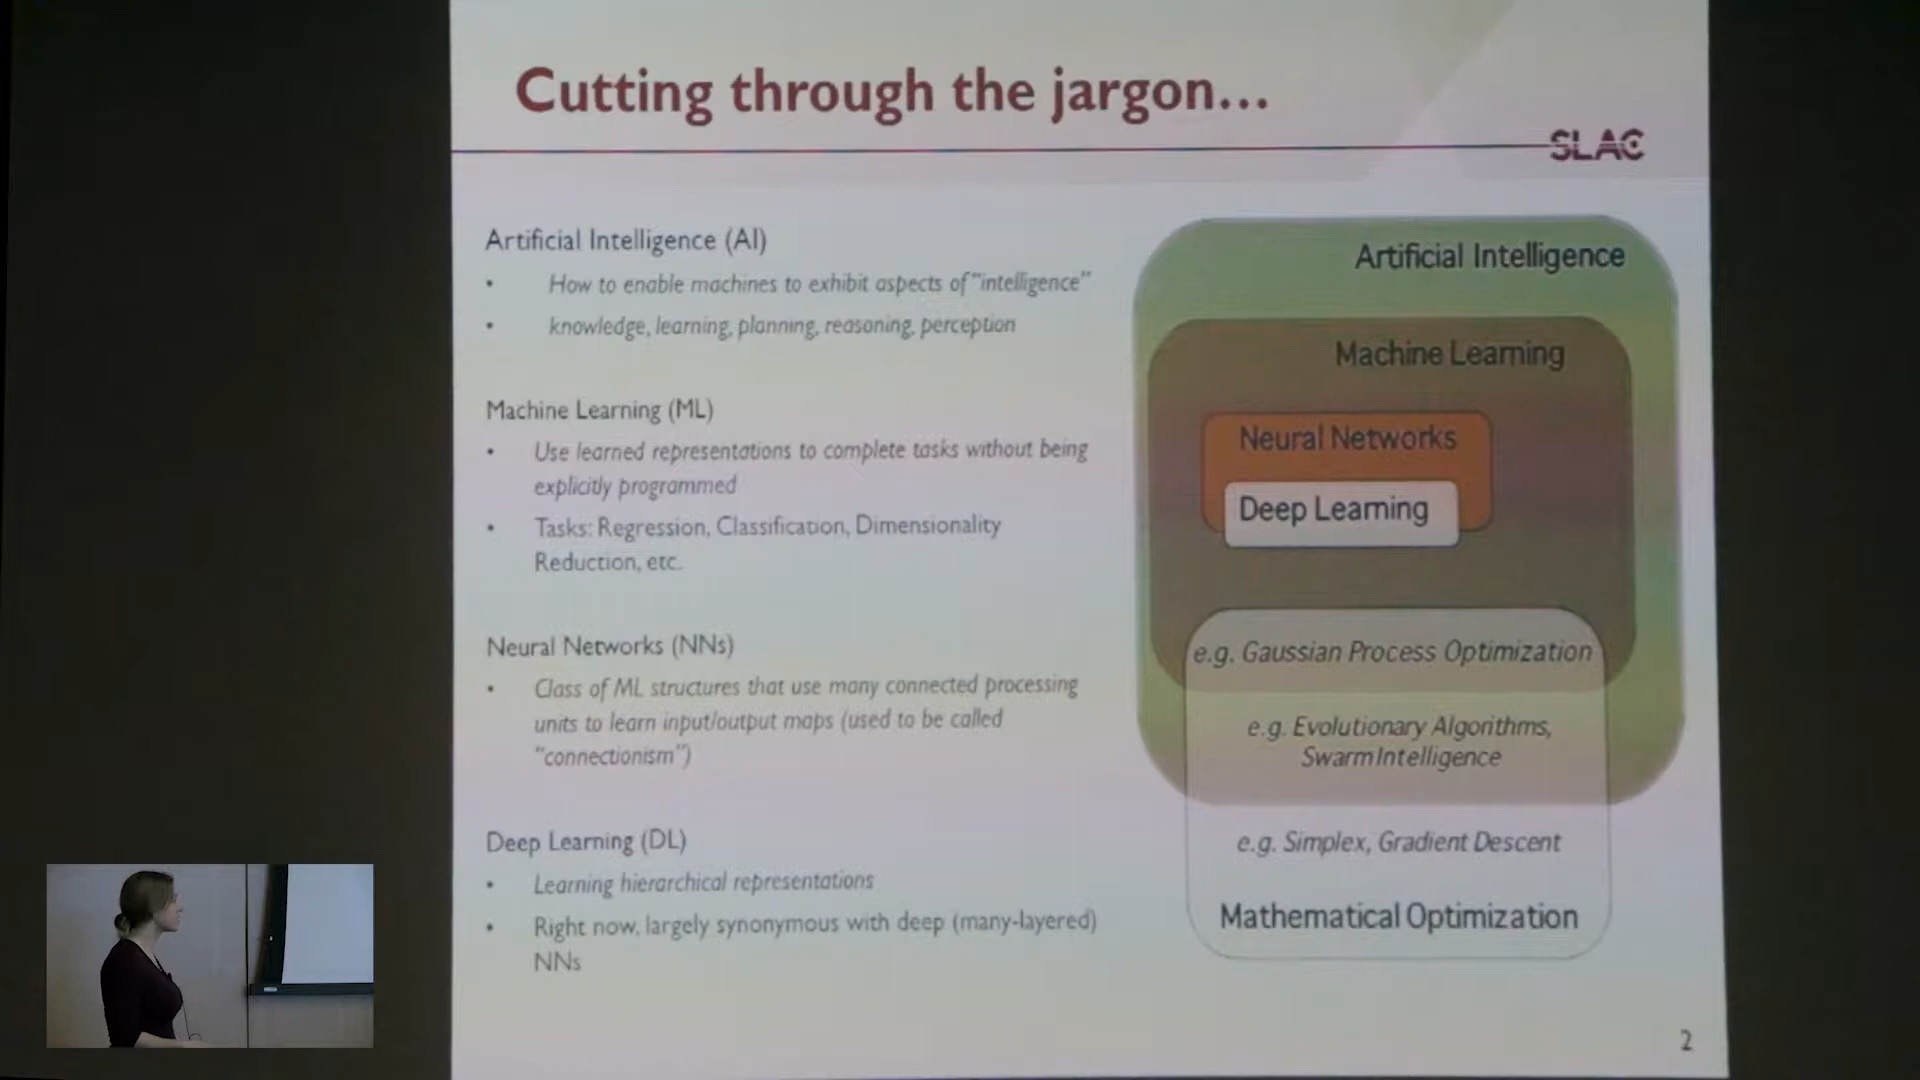 Cutting through the jargon...
SLAC
Artificial Intelligence (AI)
• How to enable machines to exhibit aspects of "intelligence"
• knowledge, learning, planning, reasoning, perception
Machine Learning (ML)
• Use learned representations to complete tasks without being
explicitly programmed
• Tasks: Regression, Classification, Dimensionality
Reduction, etc.
Neural Networks (NNs)
• Class of ML structures that use many connected processing
units to learn input/output maps (used to be called
"connectionism")
Deep Learning (DL)
• Learning hierarchical representations
• Right now, largely synonymous with deep (many-layered)
NNs
Artificial Intelligence
Machine Learning
Neural Networks
Deep Learning
e.g. Gaussian Process Optimization
e.g. Evolutionary Algorithms,
Swarm Intelligence
e.g. Simplex, Gradient Descent
Mathematical Optimization
2